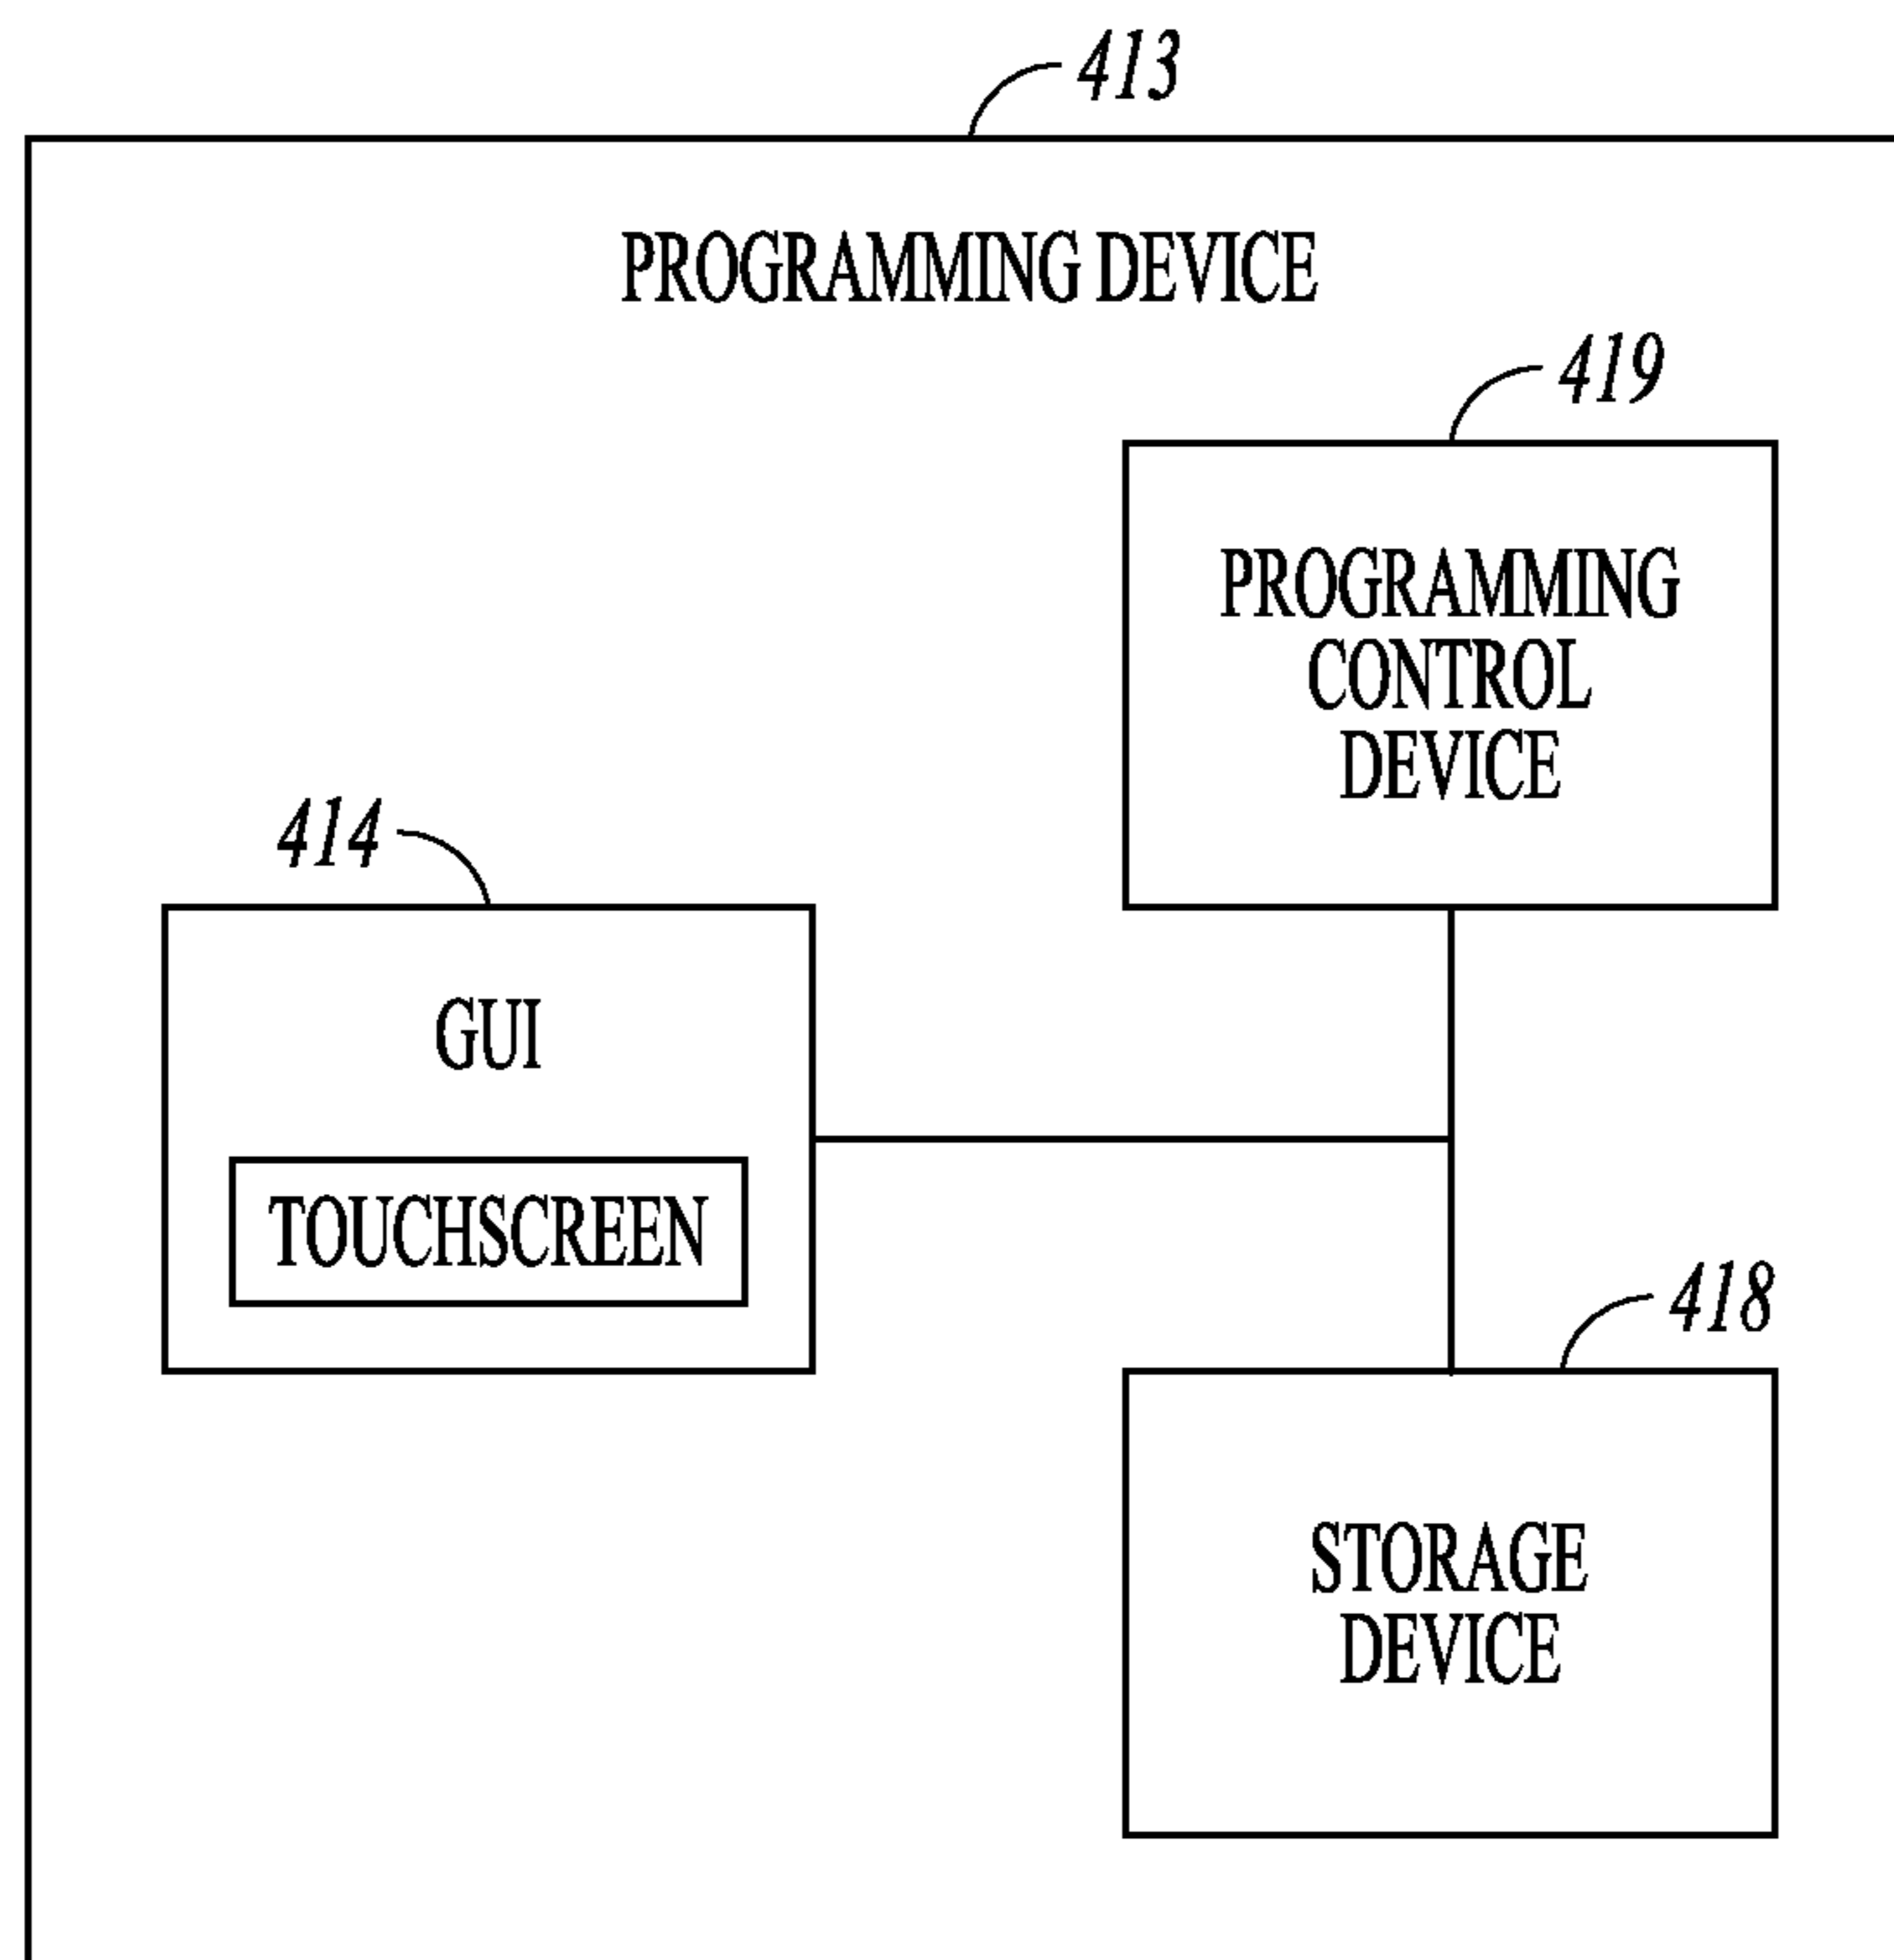 413
PROGRAMMING DEVICE
419
PROGRAMMING
CONTROL
DEVICE
414
GUI
TOUCHSCREEN
418
STORAGE
DEVICE